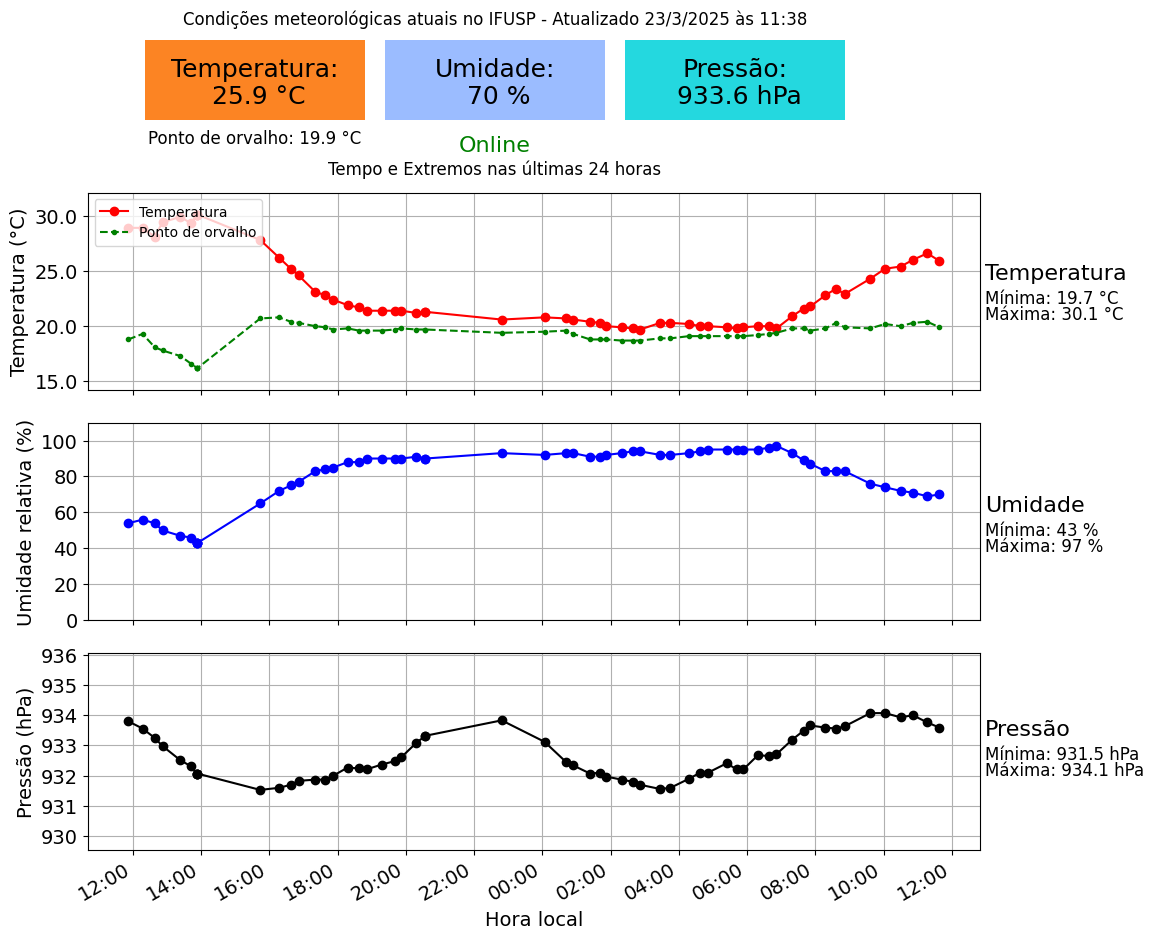 Condições meteorológicas atuais no IFUSP - Atualizado 23/3/2025 às 11:38
Temperatura:
25.9 °C
Umidade:
70 %
Pressão:
933.6 hPa
Ponto de orvalho: 19.9 °C
Online
Tempo e Extremos nas últimas 24 horas
Temperatura (°C)
30.0
25.0
20.0
15.0
Temperatura
Ponto de orvalho
Temperatura
Mínima: 19.7 °C
Máxima: 30.1 °C
Umidade relativa (%)
100
80
60
40
20
0
Umidade
Mínima: 43 %
Máxima: 97 %
Pressão (hPa)
936
935
934
933
932
931
930
Pressão
Mínima: 931.5 hPa
Máxima: 934.1 hPa
12:00
14:00
16:00
18:00
20:00
22:00
00:00
02:00
04:00
06:00
08:00
10:00
12:00
Hora local